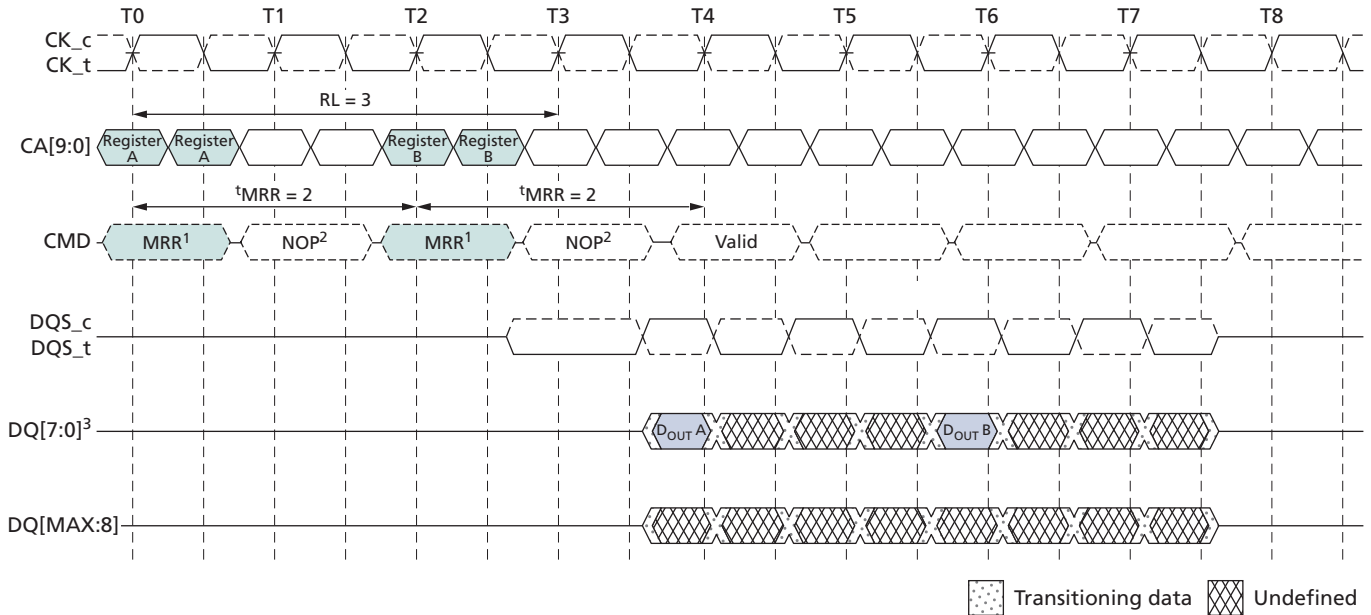 T0 T1 T2 T3 T4 T5 T6 T7 T8
CK_c
CK_t
RL = 3
CA[9:0] Register A Register A Register B Register B
tMRR = 2 tMRR = 2
CMD MRR1 NOP2 MRR1 NOP2 Valid
DQS_c
DQS_t
DQ[7:0]3 DOUT A DOUT B
DQ[MAX:8]
Transitioning data Undefined